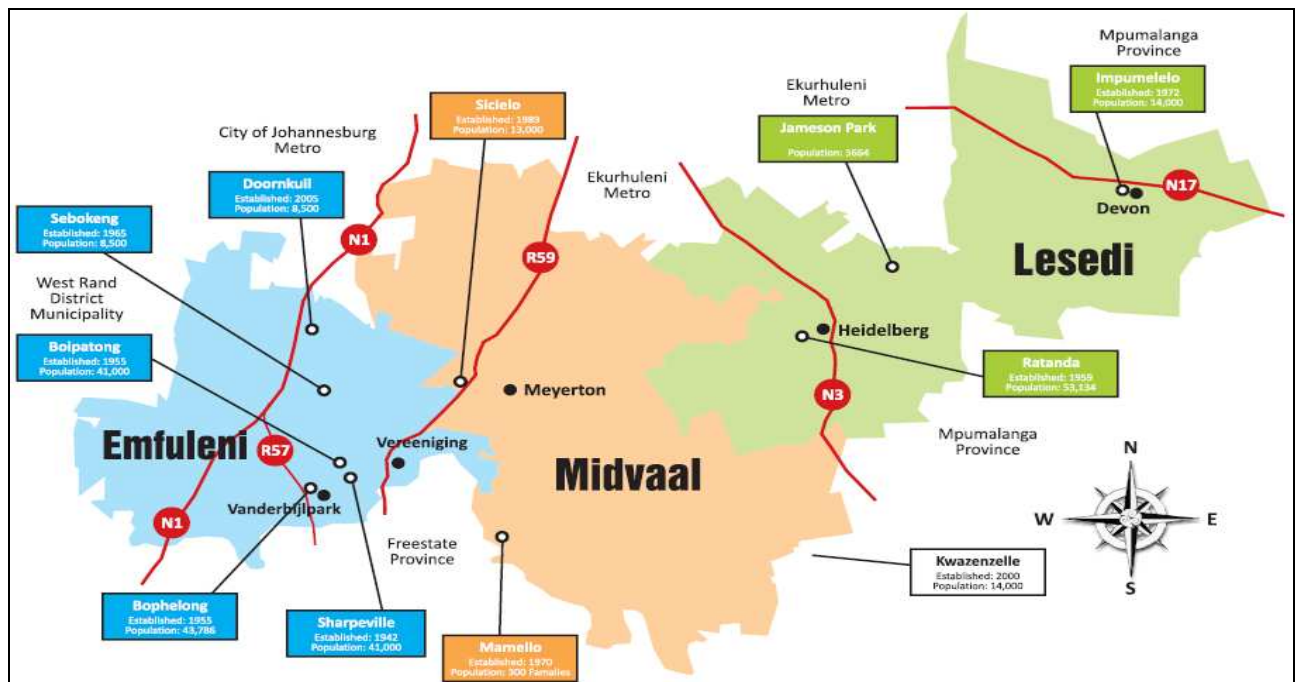 Mpumalanga
Province
Impumelelo
Established: 1972
Population: 14,000
Ekurhuleni
Metro
Sicielo
Established: 1989
Population: 13,000
Jameson Park
Population: 5664
City of Johannesburg
Metro
Doornkuil
Established: 2005
Population: 8,500
Ekurhuleni
Metro
N17
Devon
Sebokeng
Established: 1965
Population: 8,500
N1
R59
Lesedi
West Rand
District
Municipality
Boipatong
Established: 1955
Population: 41,000
Heidelberg
Ratanda
Established: 1959
Population: 53,134
Meyerton
N3
Emfuleni
R57
Vereeniging
Midvaal
Mpumalanga
Province
N
W
E
S
Vanderbijlpark
N1
Freestate
Province
Kwazenzelle
Established: 2000
Population: 14,000
Bophelong
Established: 1955
Population: 43,786
Sharpeville
Established: 1942
Population: 41,000
Mamello
Established: 1970
Population: 300 Famalies